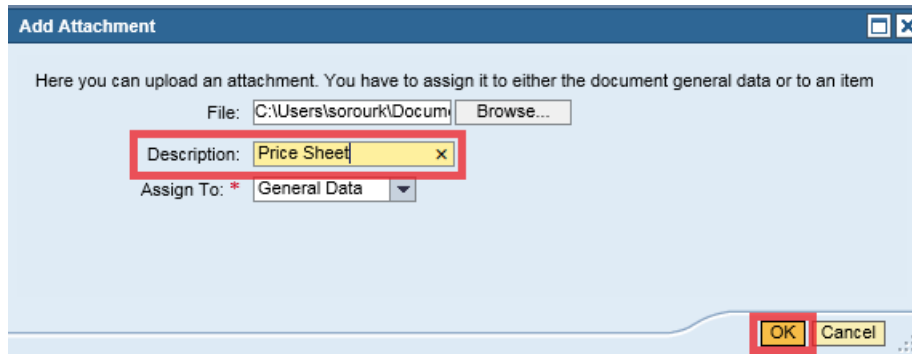 Add Attachment
Here you can upload an attachment. You have to assign it to either the document general data or to an item
File: C:\Users\sorourk\Docum Browse...
Description: Price Sheet
Assign To: * General Data
OK Cancel